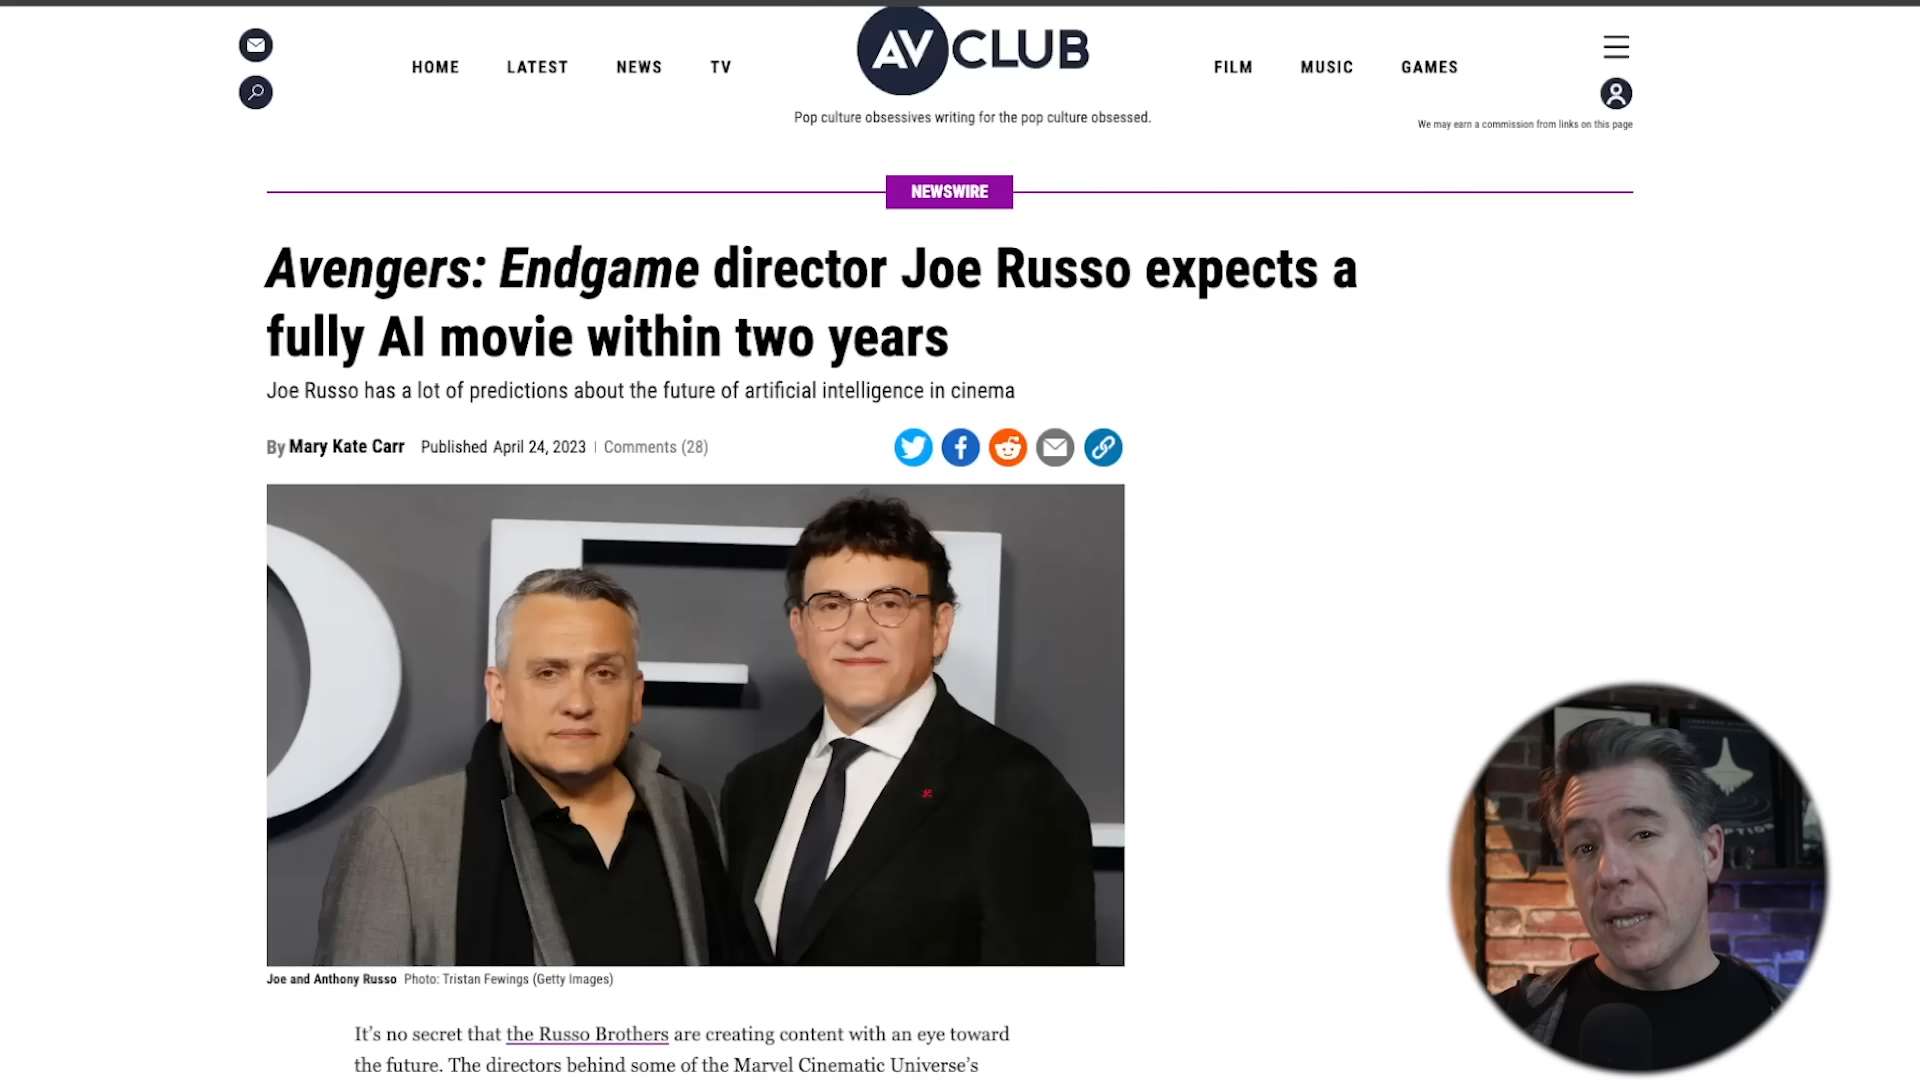 HOME LATEST NEWS TV AV CLUB FILM MUSIC GAMES
Pop culture obsessives writing for the pop culture obsessed.
We may earn a commission from links on this page
NEWSWIRE
Avengers: Endgame director Joe Russo expects a
fully AI movie within two years
Joe Russo has a lot of predictions about the future of artificial intelligence in cinema
By Mary Kate Carr Published April 24, 2023 | Comments (28)
Joe and Anthony Russo Photo: Tristan Fewings (Getty Images)
It's no secret that the Russo Brothers are creating content with an eye toward
the future. The directors behind some of the Marvel Cinematic Universe's